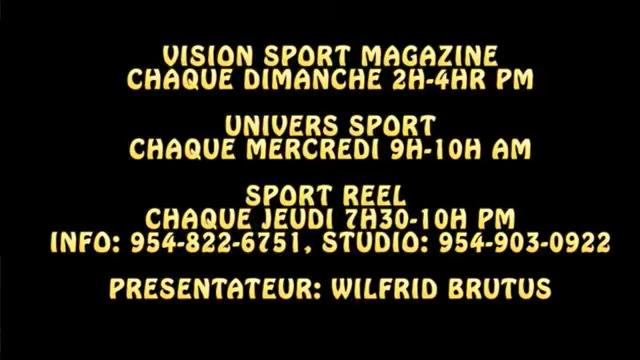 VISION SPORT MAGAZINE
CHAQUE DIMANCHE 2H-4HR PM
UNIVERS SPORT
CHAQUE MERCREDI 9H-10H AM
SPORT REEL
CHAQUE JEUDI 7H30-10H PM
INFO: 954-822-6751, STUDIO: 954-903-0922
PRESENTATEUR: WILFRID BRUTUS